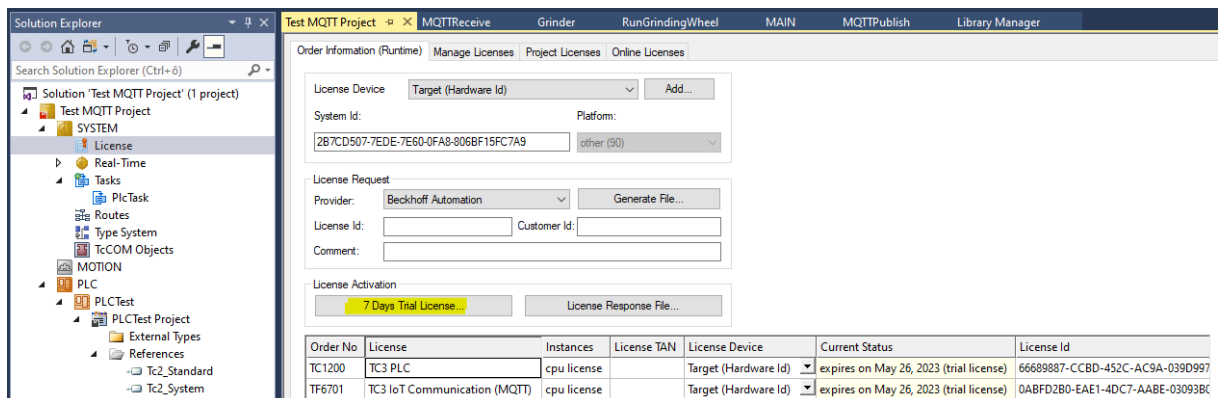 Solution Explorer
Search Solution Explorer (Ctrl+ö)
Solution 'Test MQTT Project' (1 project)
Test MQTT Project
SYSTEM
License
Real-Time
Tasks
PlcTask
Routes
Type System
TcCOM Objects
MOTION
PLC
PLCTest
PLCTest Project
External Types
References
Tc2_Standard
Tc2_System
Test MQTT Project MQTTReceive Grinder RunGrindingWheel MAIN MQTTPublish Library Manager
Order Information (Runtime) Manage Licenses Project Licenses Online Licenses
License Device Target (Hardware Id) Add...
System Id: Platform:
2B7CD507-7EDE-7E60-0FA8-806BF15FC7A9 other (90)
License Request
Provider: Beckhoff Automation Generate File...
License Id: Customer Id:
Comment:
License Activation
7 Days Trial License... License Response File...
Order No License Instances License TAN License Device Current Status License Id
TC1200 TC3 PLC cpu license Target (Hardware Id) expires on May 26, 2023 (trial license) 66689887-CCBD-452C-AC9A-039D997
TF6701 TC3 IoT Communication (MQTT) cpu license Target (Hardware Id) expires on May 26, 2023 (trial license) 0ABFD2B0-EAE1-4DC7-AABE-03093B0